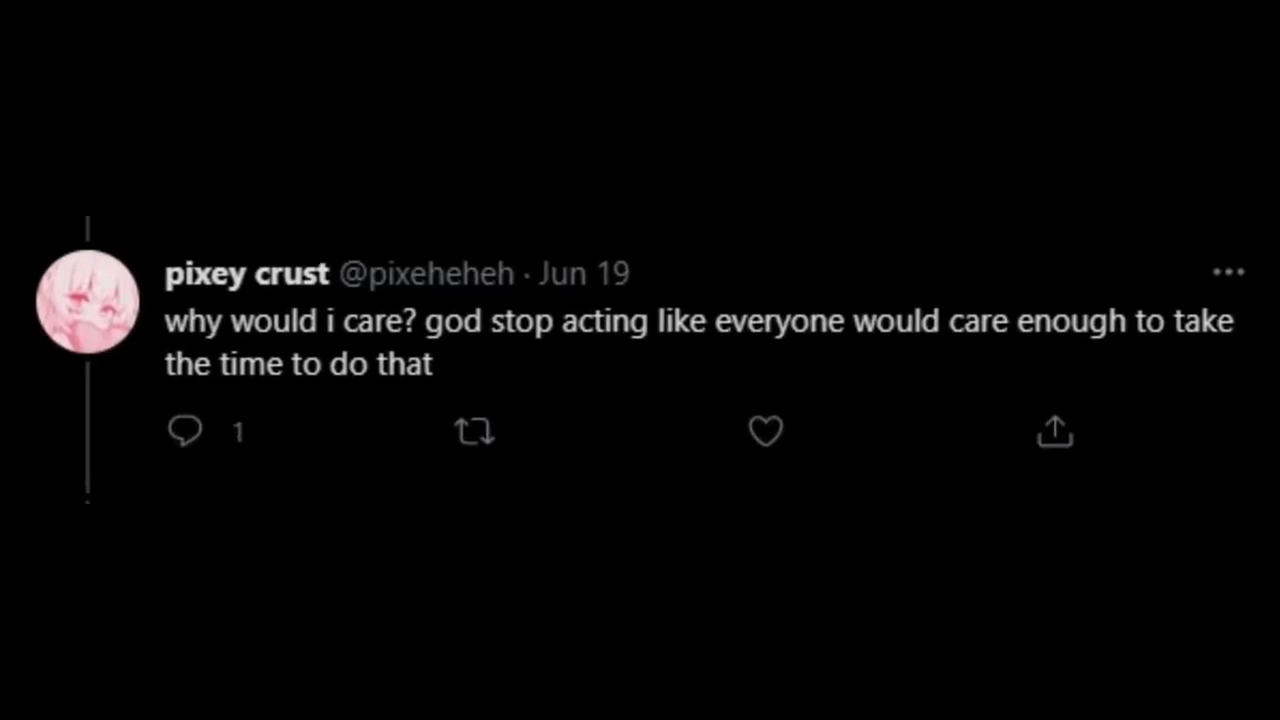 pixey crust @pixeheheh · Jun 19
why would i care? god stop acting like everyone would care enough to take
the time to do that
1